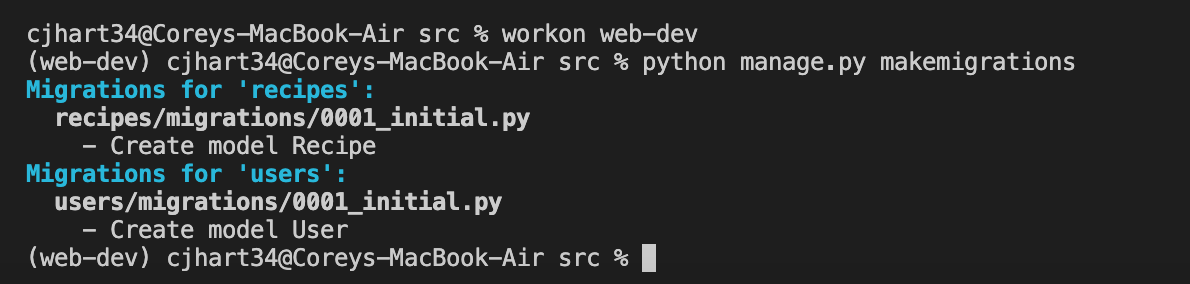 cjhart34@Coreys-MacBook-Air src % workon web-dev
(web-dev) cjhart34@Coreys-MacBook-Air src % python manage.py makemigrations
Migrations for 'recipes':
  recipes/migrations/0001_initial.py
    - Create model Recipe
Migrations for 'users':
  users/migrations/0001_initial.py
    - Create model User
(web-dev) cjhart34@Coreys-MacBook-Air src %